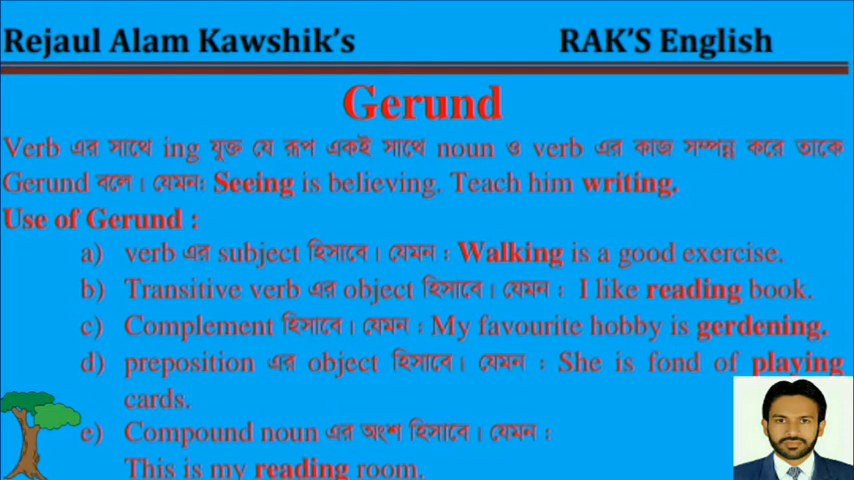 Rejaul Alam Kawshik's RAK'S English
Gerund
Verb এর সাথে ing যুক্ত যে রূপ একই সাথে noun ও verb এর কাজ সম্পন্ন করে তাকে
Gerund বলে। যেমন: Seeing is believing. Teach him writing.
Use of Gerund :
a) verb এর subject হিসাবে। যেমন : Walking is a good exercise.
b) Transitive verb এর object হিসাবে। যেমন : I like reading book.
c) Complement হিসাবে। যেমন : My favourite hobby is gerdening.
d) preposition এর object হিসাবে। যেমন : She is fond of playing
cards.
e) Compound noun এর অংশ হিসাবে। যেমন :
This is my reading room.